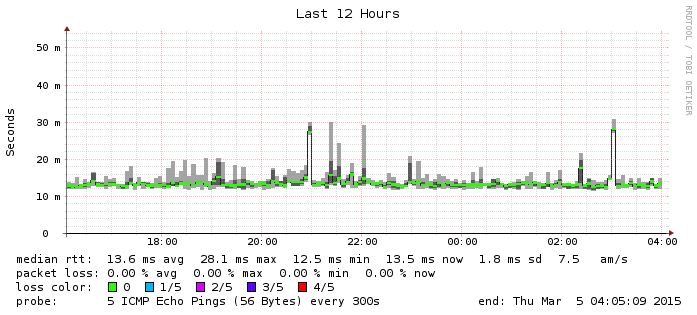 Last 12 Hours
RRDTOOL / TOBI OETIKER
Seconds
50 m
40 m
30 m
20 m
10 m
0
18:00 20:00 22:00 00:00 02:00 04:00
median rtt: 13.6 ms avg 28.1 ms max 12.5 ms min 13.5 ms now 1.8 ms sd 7.5 am/s
packet loss: 0.00 % avg 0.00 % max 0.00 % min 0.00 % now
loss color: 0 1/5 2/5 3/5 4/5
probe: 5 ICMP Echo Pings (56 Bytes) every 300s end: Thu Mar 5 04:05:09 2015